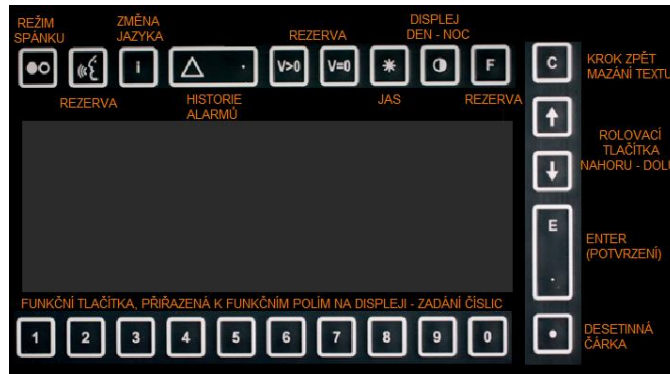 REŽIM
SPÁNKU
ZMĚNA
JAZYKA
REZERVA
DISPLEJ
DEN - NOC
i
V>0
V=0
F
C
KROK ZPĚT
MAZÁNÍ TEXTU
REZERVA
HISTORIE
ALARMŮ
JAS
REZERVA
ROLOVACÍ
TLAČÍTKA
NAHORU - DOLU
E
ENTER
(POTVRZENÍ)
FUNKČNÍ TLAČÍTKA, PŘIŘAZENÁ K FUNKČNÍM POLÍM NA DISPLEJI - ZADÁNÍ ČÍSLIC
1 2 3 4 5 6 7 8 9 0
DESETINNÁ
ČÁRKA